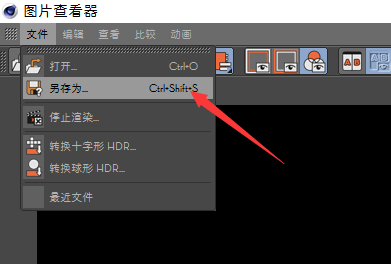 图片查看器
文件 编辑 查看 比较 动画
打开... Ctrl+O
另存为... Ctrl+Shift+S
停止渲染...
转换十字形 HDR...
转换球形 HDR...
最近文件